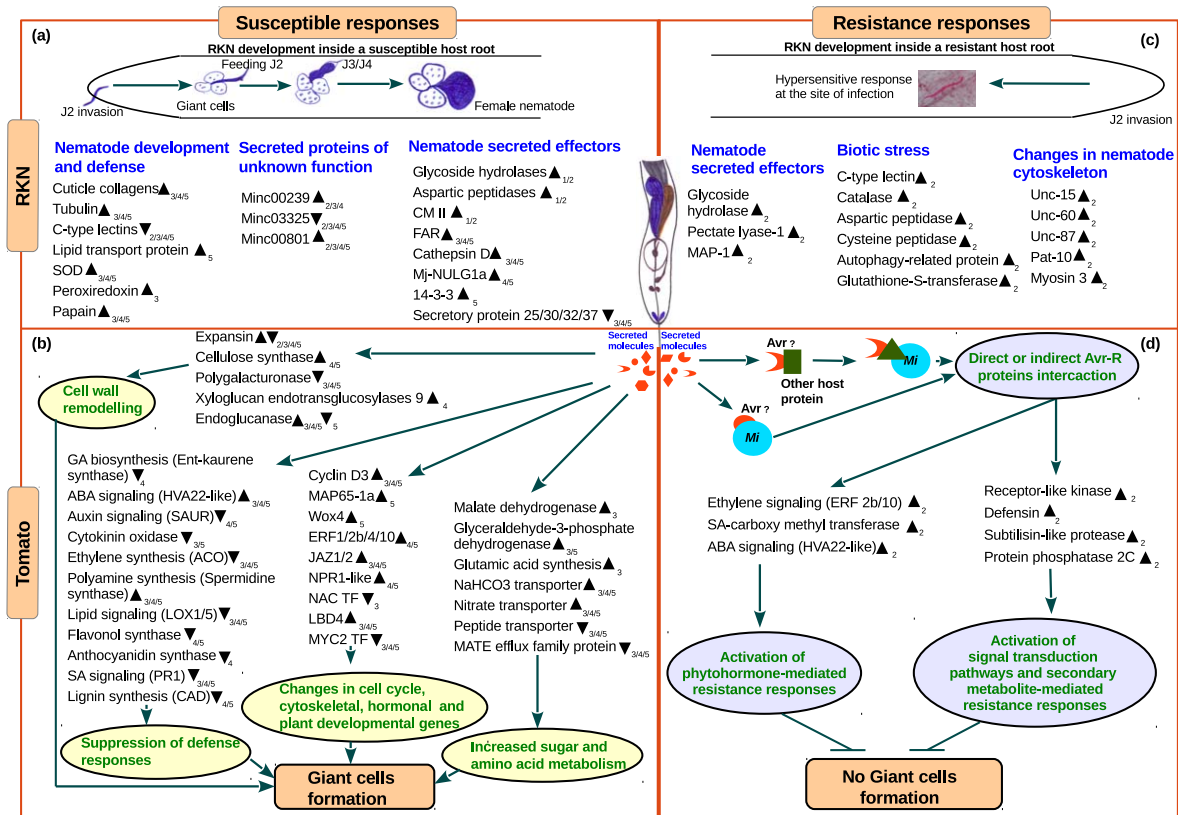 Susceptible responses
Resistance responses
(a)
RKN development inside a susceptible host root
Feeding J2
J3/J4
J2 invasion
Giant cells
Female nematode
RKN
Nematode development
and defense
Cuticle collagens▲3/4/5
Tubulin▲3/4/5
C-type lectins▼2/3/4/5
Lipid transport protein ▲5
SOD▲3/4/5
Peroxiredoxin▲3
Papain▲3/4/5
Secreted proteins of
unknown function
Minc00239▲2/3/4
Minc03325▼2/3/4/5
Minc00801▲2/3/4/5
Nematode secreted effectors
Glycoside hydrolases▲1/2
Aspartic peptidases ▲1/2
CM II ▲1/2
FAR▲3/4/5
Cathepsin D▲3/4/5
Mj-NULG1a▲4/5
14-3-3▲5
Secretory protein 25/30/32/37 ▼3/4/5
(c)
RKN development inside a resistant host root
Hypersensitive response
at the site of infection
J2 invasion
Nematode
secreted effectors
Glycoside
hydrolase▲2
Pectate lyase-1▲2
MAP-1▲2
Biotic stress
C-type lectin▲2
Catalase▲2
Aspartic peptidase▲2
Cysteine peptidase▲2
Autophagy-related protein▲2
Glutathione-S-transferase▲2
Changes in nematode
cytoskeleton
Unc-15▲2
Unc-60▲2
Unc-87▲2
Pat-10▲2
Myosin 3▲2
(b)
Tomato
Secreted
molecules
Secreted
molecules
Expansin▲▼2/3/4/5
Cellulose synthase▲4/5
Polygalacturonase▼3/4/5
Xyloglucan endotransglucosylases 9▲4
Endoglucanase▲3/4/5▼5
Cell wall
remodelling
GA biosynthesis (Ent-kaurene
synthase)▼4
ABA signaling (HVA22-like)▲3/4/5
Auxin signaling (SAUR)▼4/5
Cytokinin oxidase▼3/5
Ethylene synthesis (ACO)▼3/4/5
Polyamine synthesis (Spermidine
synthase)▲3/4/5
Lipid signaling (LOX1/5)▼3/4/5
Flavonol synthase▼4/5
Anthocyanidin synthase▼4
SA signaling (PR1)▼3/4/5
Lignin synthesis (CAD)▼4/5
Suppression of defense
responses
Cyclin D3▲3/4/5
MAP65-1a▲5
Wox4▲5
ERF1/2b/4/10▲4/5
JAZ1/2▲3/4/5
NPR1-like▲4/5
NAC TF▼3
LBD4▲3/4/5
MYC2 TF▼3/4/5
Changes in cell cycle,
cytoskeletal, hormonal and
plant developmental genes
Malate dehydrogenase▲3
Glyceraldehyde-3-phosphate
dehydrogenase▲3/5
Glutamic acid synthesis▲3
NaHCO3 transporter▲3/4/5
Nitrate transporter▲3/4/5
Peptide transporter▼3/4/5
MATE efflux family protein▼3/4/5
Increased sugar and
amino acid metabolism
Giant cells
formation
(d)
Avr ?
Other host
protein
Mi
Avr ?
Mi
Direct or indirect Avr-R
proteins intercaction
Ethylene signaling (ERF 2b/10)▲2
SA-carboxy methyl transferase▲2
ABA signaling (HVA22-like)▲2
Receptor-like kinase▲2
Defensin▲2
Subtilisin-like protease▲2
Protein phosphatase 2C▲2
Activation of
phytohormone-mediated
resistance responses
Activation of
signal transduction
pathways and secondary
metabolite-mediated
resistance responses
No Giant cells
formation